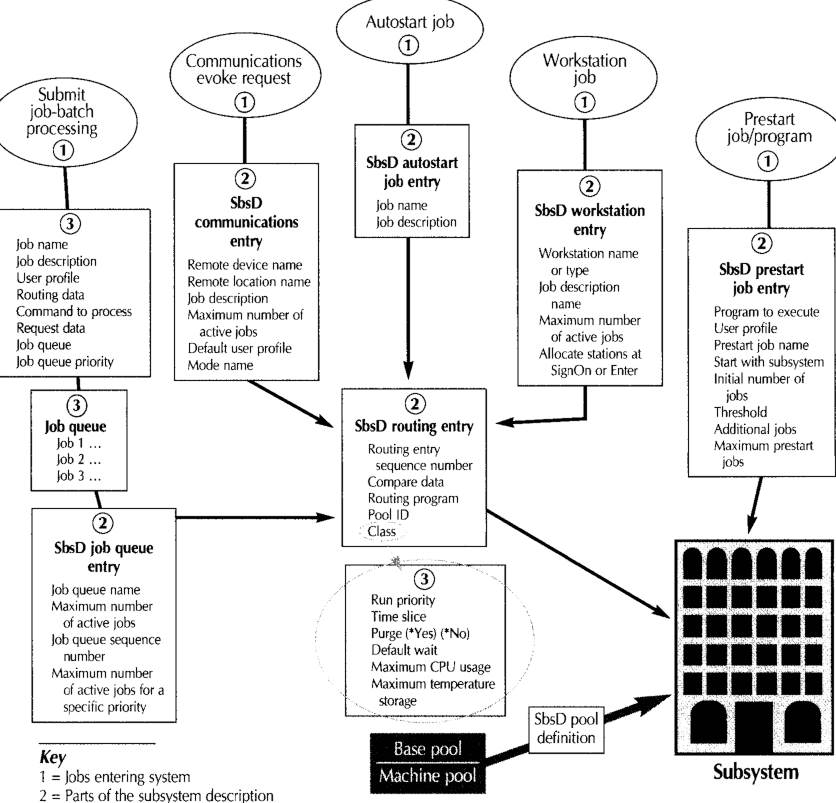 Autostart job
1
Communications
evoke request
1
Workstation
job
1
Submit
job-batch
processing
1
Prestart
job/program
1
3
Job name
Job description
User profile
Routing data
Command to process
Request data
Job queue
Job queue priority
2
SbsD
communications
entry
Remote device name
Remote location name
Job description
Maximum number of
active jobs
Default user profile
Mode name
2
SbsD autostart
job entry
Job name
Job description
2
SbsD workstation
entry
Workstation name
or type
Job description
name
Maximum number
of active jobs
Allocate stations at
SignOn or Enter
2
SbsD prestart
job entry
Program to execute
User profile
Prestart job name
Start with subsystem
Initial number of
jobs
Threshold
Additional jobs
Maximum prestart
jobs
3
Job queue
Job 1 ...
Job 2 ...
Job 3 ...
2
SbsD routing entry
Routing entry
sequence number
Compare data
Routing program
Pool ID
Class
2
SbsD job queue
entry
Job queue name
Maximum number
of active jobs
Job queue sequence
number
Maximum number
of active jobs for a
specific priority
3
Run priority
Time slice
Purge (*Yes) (*No)
Default wait
Maximum CPU usage
Maximum temperature
storage
SbsD pool
definition
Base pool
Machine pool
Subsystem
Key
1 = Jobs entering system
2 = Parts of the subsystem description